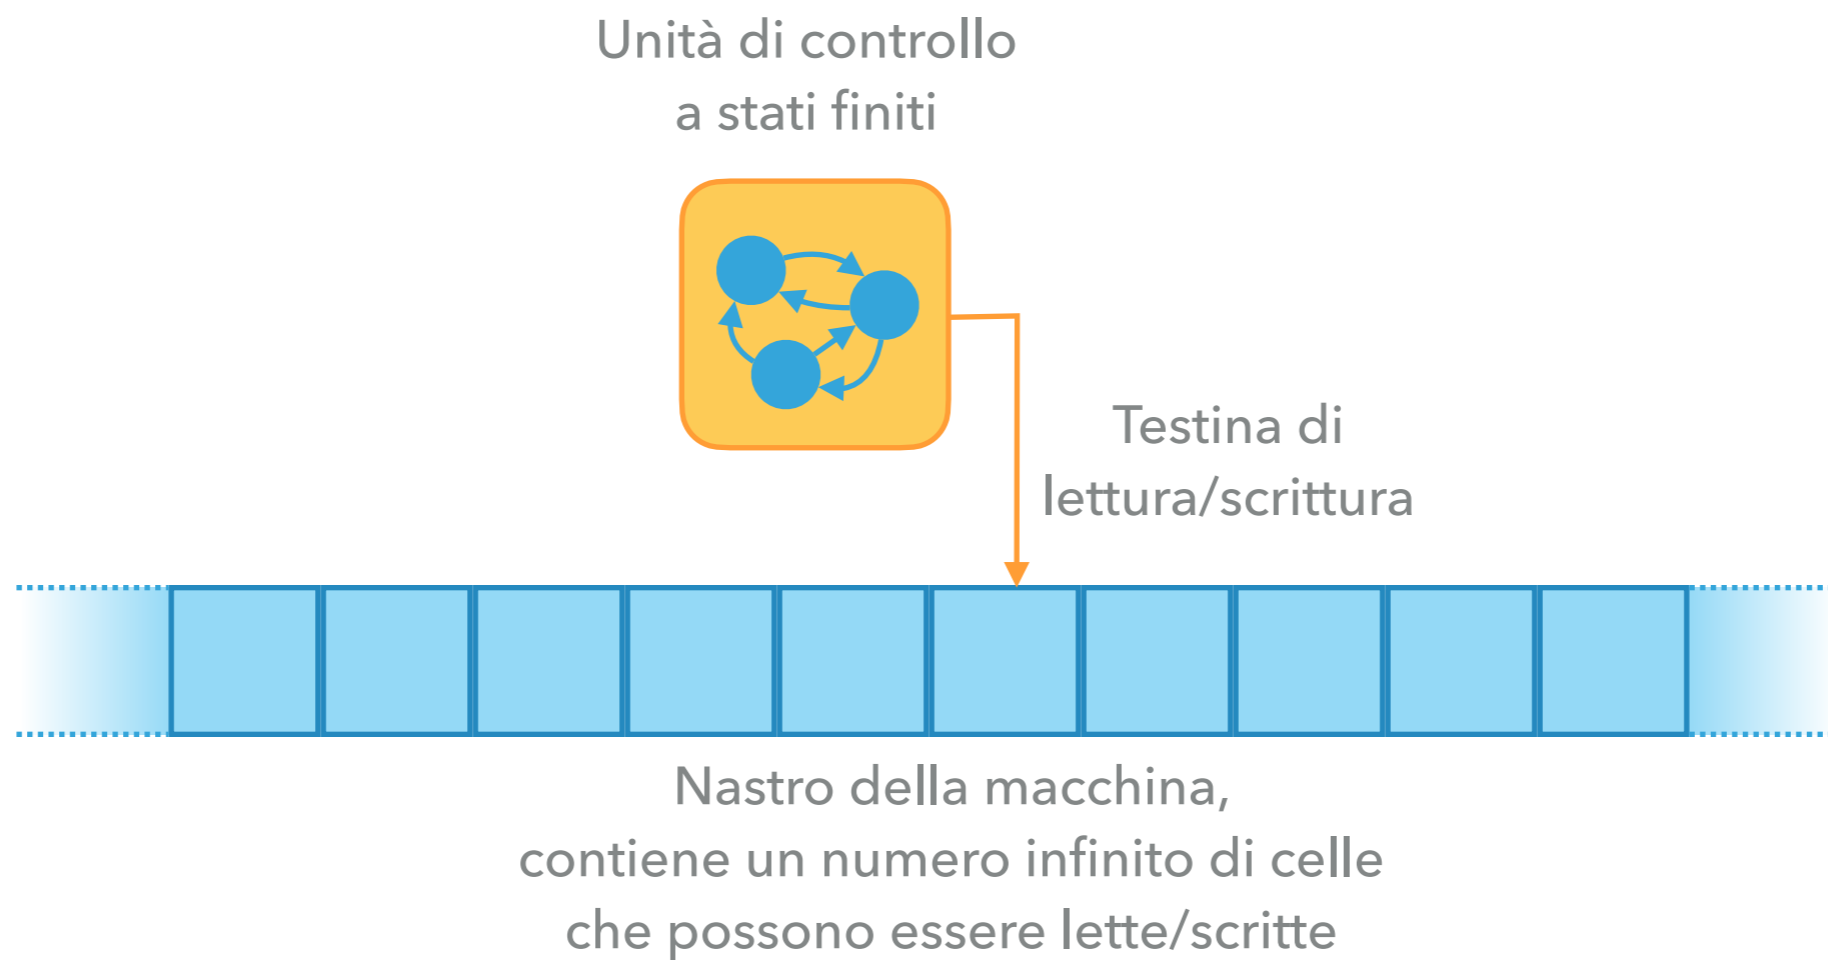 Unità di controllo
a stati finiti
Testina di
lettura/scrittura
Nastro della macchina,
contiene un numero infinito di celle
che possono essere lette/scritte